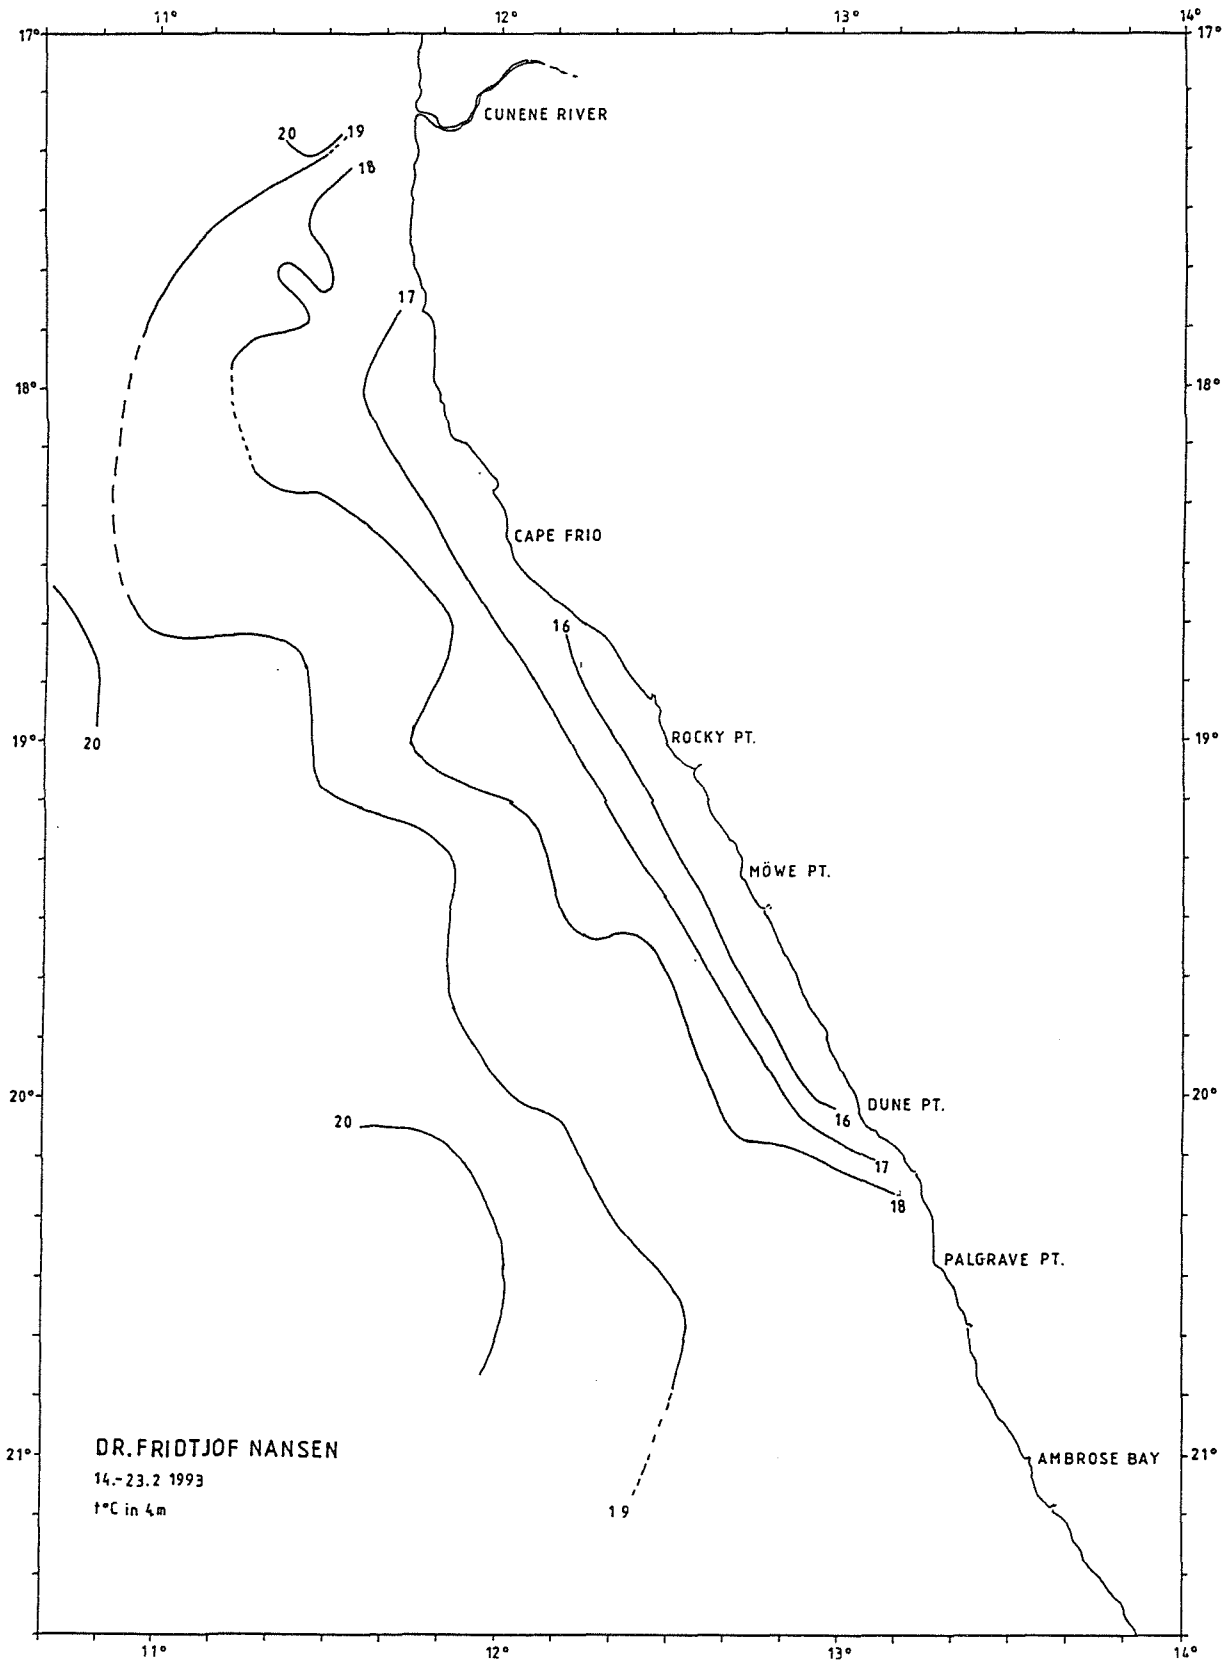 11° 12° 13° 14°
17° 17°
CUNENE RIVER
20 19
18
17
18° 18°
CAPE FRIO
16
ROCKY PT.
19° 19°
20
MÖWE PT.
20° 20°
DUNE PT.
16
20
17
18
PALGRAVE PT.
DR. FRIDTJOF NANSEN
21° 21°
AMBROSE BAY
14.-23.2 1993
t°C in 4m
19
11° 12° 13° 14°